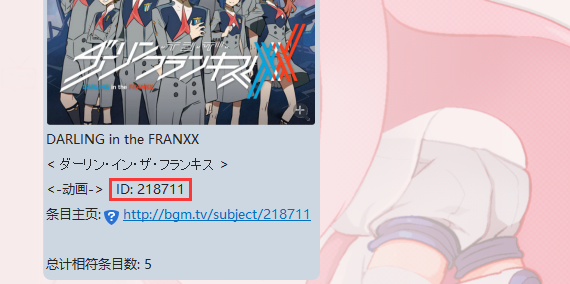 ダーリン・イン・ザ・フランキス
DARLING in the FRANXX
< ダーリン・イン・ザ・フランキス >
<-动画-> ID: 218711
条目主页: http://bgm.tv/subject/218711
总计相符条目数: 5